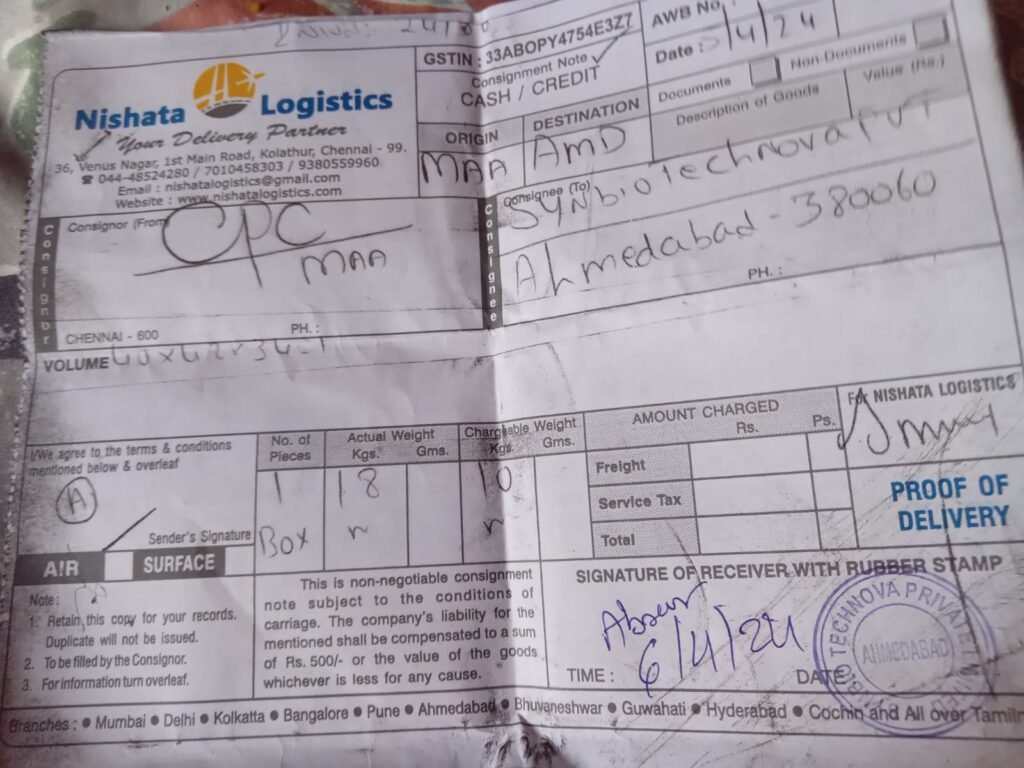 Nishata Logistics
Your Delivery Partner
36, Venus Nagar, 1st Main Road, Kolathur, Chennai - 99.
☎ 044-48524280 / 7010458303 / 9380559960
Email : nishatalogistics@gmail.com
Website : www.nishatalogistics.com
GSTIN : 33ABOPY4754E3Z7
Consignment Note
CASH / CREDIT
AWB No
Date : 5/4/24
Documents
Non-Documents
Description of Goods
Value (Rs.)
ORIGIN
DESTINATION
MAA
AMD
Consignor
Consignor (From
CPC
MAA
CHENNAI - 600
PH. :
Consignee
Consignee (To)
SYNbiotechnova PVT
Ahmedabad - 380060
PH. :
VOLUME 40x42x34-1
I/We agree to the terms & conditions
mentioned below & overleaf
A
Sender's Signature
AIR
SURFACE
No. of Pieces
Actual Weight
Kgs. Gms.
Chargeable Weight
Kgs. Gms.
1 18 10
Box
AMOUNT CHARGED
Rs. Ps.
Freight
Service Tax
Total
For NISHATA LOGISTICS
PROOF OF
DELIVERY
Note :
1. Retain this copy for your records.
Duplicate will not be issued.
2. To be filled by the Consignor.
3. For information turn overleaf.
This is non-negotiable consignment
note subject to the conditions of
carriage. The company's liability for the
mentioned shall be compensated to a sum
of Rs. 500/- or the value of the goods
whichever is less for any cause.
SIGNATURE OF RECEIVER WITH RUBBER STAMP
6/4/24
TIME :
DATE
BIO TECHNOVA PRIVATE
AHMEDABAD
Branches : ● Mumbai ● Delhi ● Kolkatta ● Bangalore ● Pune ● Ahmedabad ● Bhuvaneshwar ● Guwahati ● Hyderabad ● Cochin and All over Tamiln